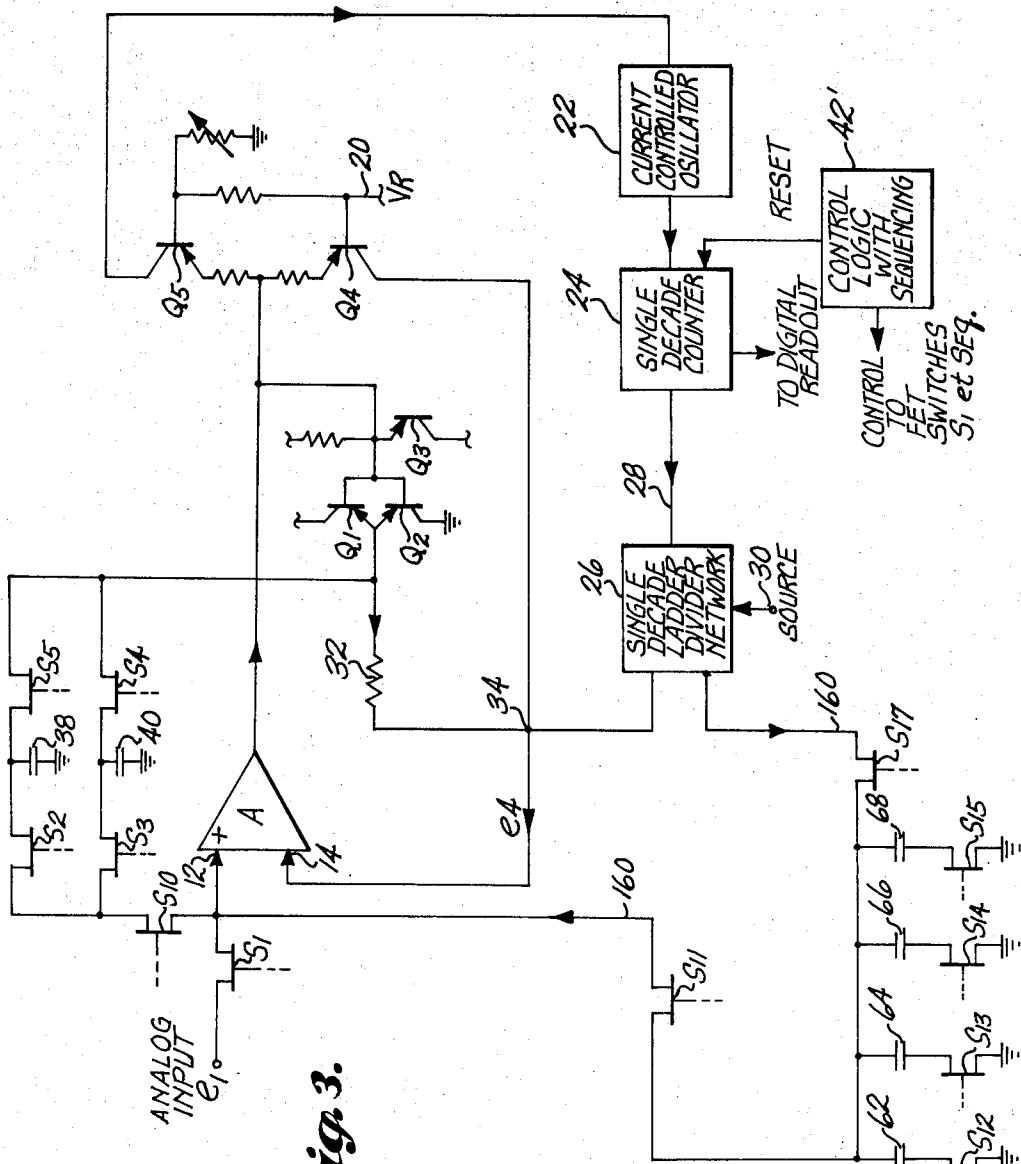 Q5
20
VR
Q4
22
CURRENT
CONTROLLED
OSILLATOR
RESET
42'
CONTROL
LOGIC
WITH
SEQUENCING
24
SINGLE
DECADE
COUNTER
TO DIGITAL
READOUT
CONTROL
TO
FET
SWITCHES
S1 et SEQ.
Q3
Q1
Q2
28
26
SINGLE
DECADE
LADDER
DIVIDER
NETWORK
30
SOURCE
S5
S4
38
40
S2
S3
32
34
A
+
12
14
e4
160
S17
S10
S1
160
S11
ANALOG
INPUT
e1
68
S15
66
S14
64
S13
62
S12
ig. 3.